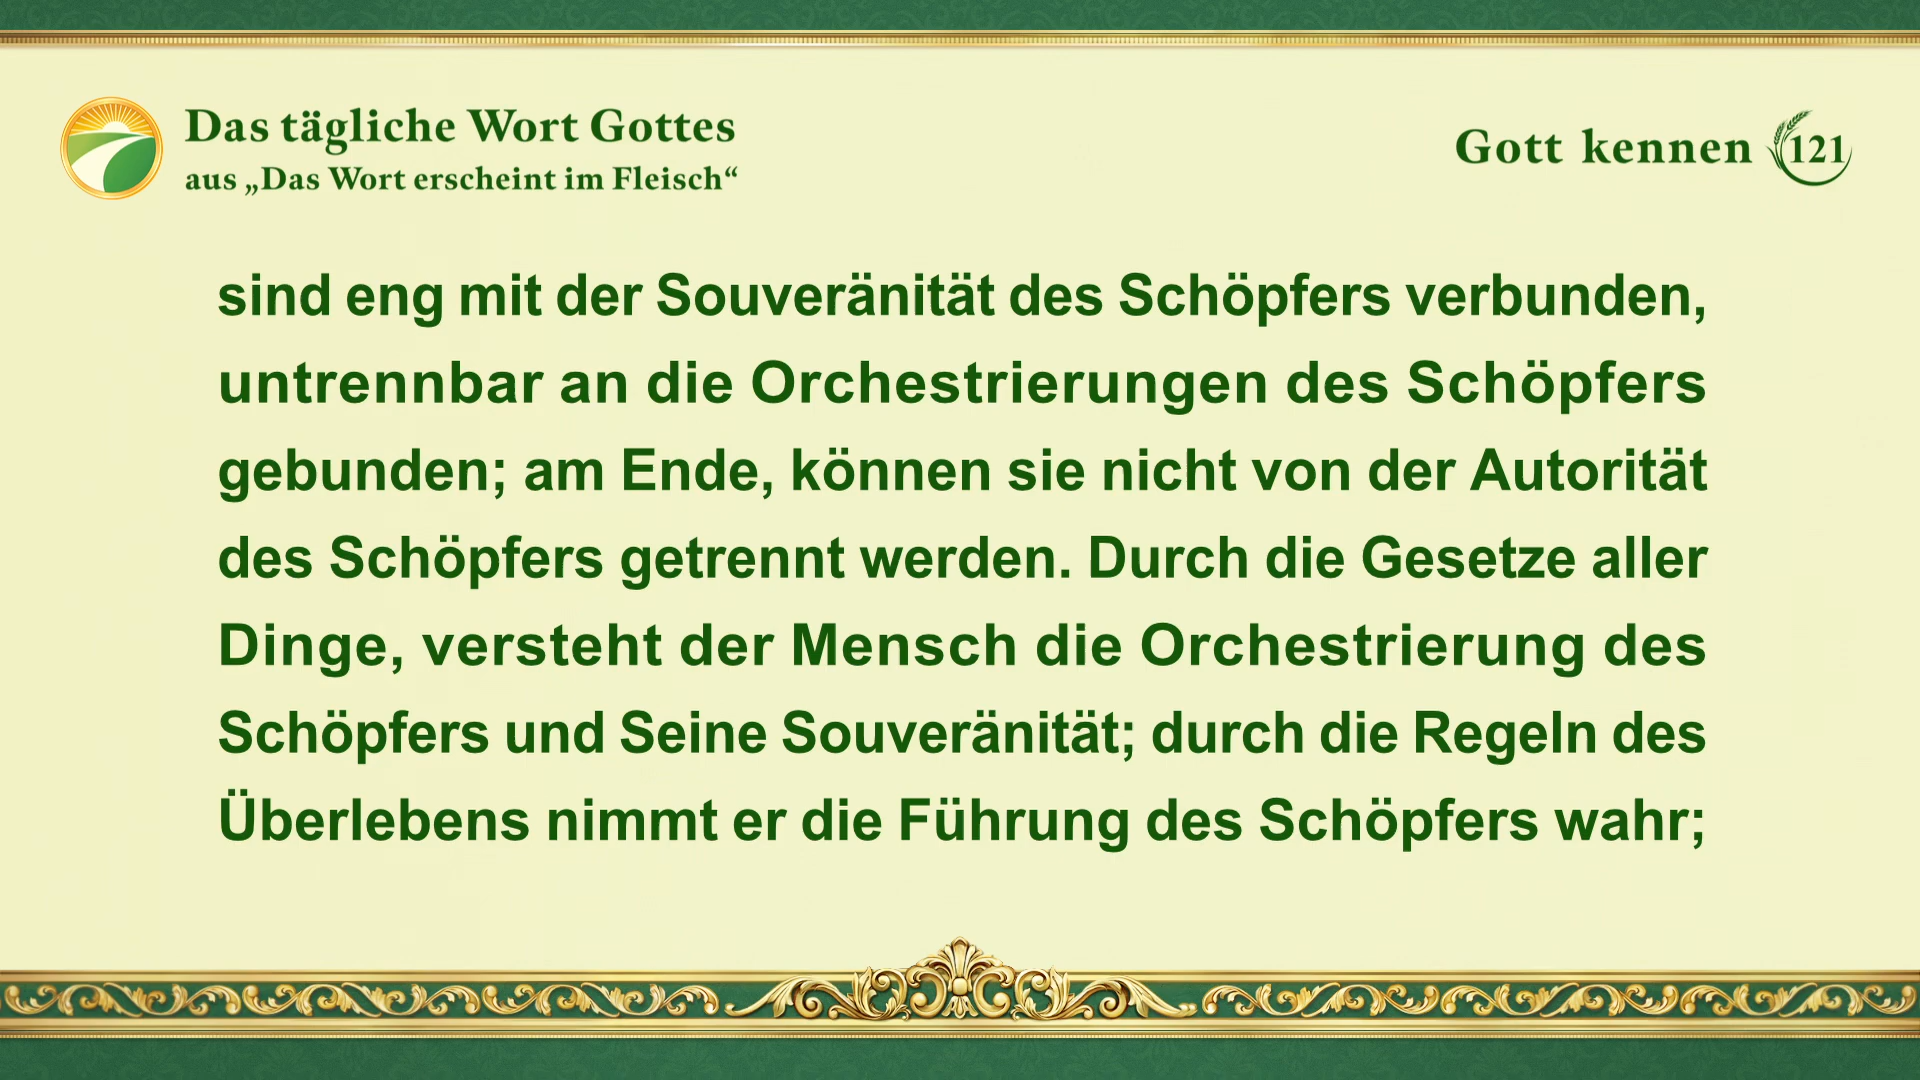 Das tägliche Wort Gottes
aus „Das Wort erscheint im Fleisch“
Gott kennen 121
sind eng mit der Souveränität des Schöpfers verbunden,
untrennbar an die Orchestrierungen des Schöpfers
gebunden; am Ende, können sie nicht von der Autorität
des Schöpfers getrennt werden. Durch die Gesetze aller
Dinge, versteht der Mensch die Orchestrierung des
Schöpfers und Seine Souveränität; durch die Regeln des
Überlebens nimmt er die Führung des Schöpfers wahr;